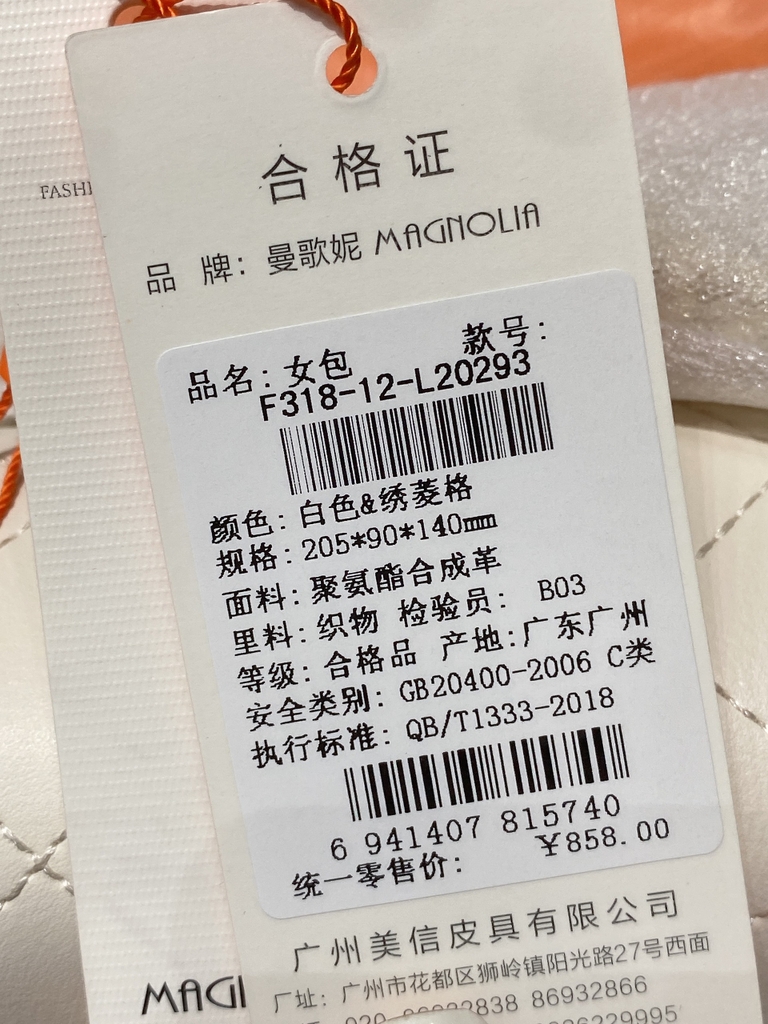 FASHI
合格证
品 牌: 曼歌妮 MAGNOLIA
品名: 女包 款号:
F318-12-L20293
颜色: 白色&绣菱格
规格: 205*90*140mm
面料: 聚氨酯合成革
里料: 织物 检验员: B03
等级: 合格品 产地: 广东广州
安全类别: GB20400-2006 C类
执行标准: QB/T1333-2018
6 941407 815740
统一零售价: ¥858.00
广州美信皮具有限公司
厂址: 广州市花都区狮岭镇阳光路27号西面
86932866
MAGN